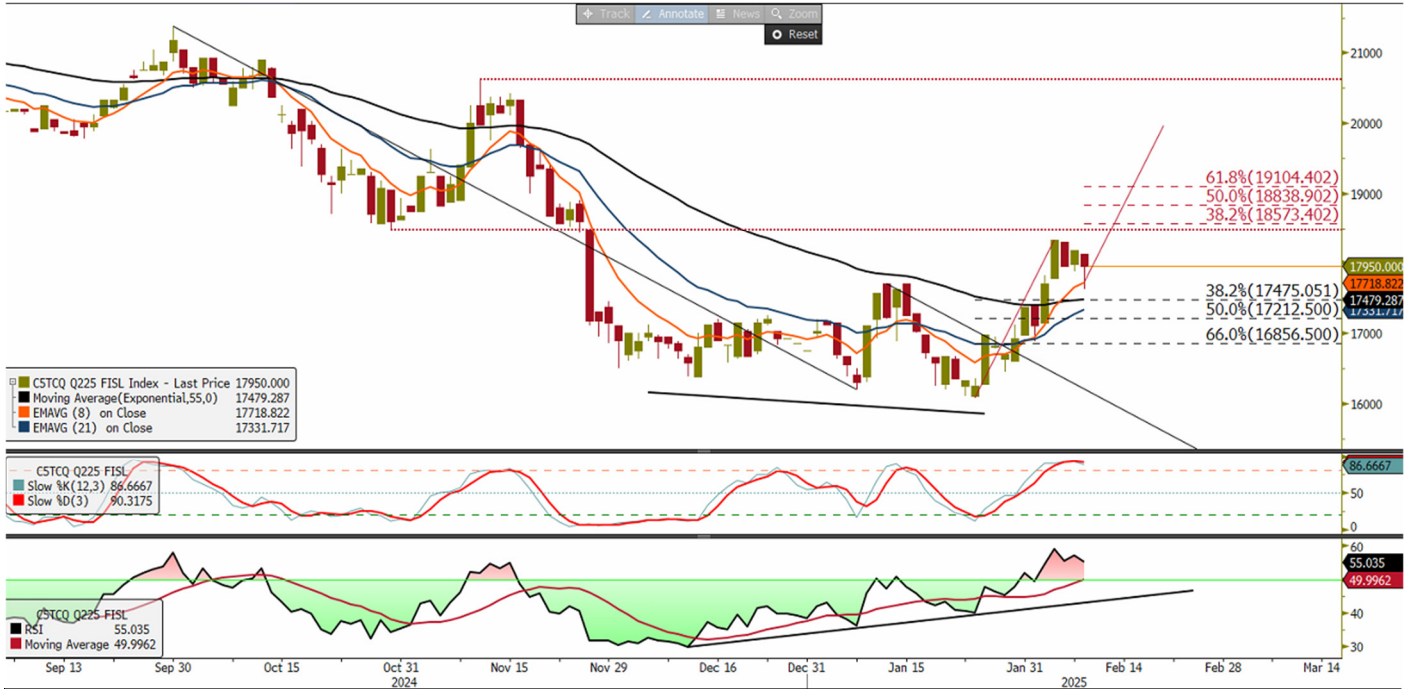 Track Annotate News Zoom
Reset
21000
20000
19000
17000
16000
61.8%(19104.402)
50.0%(18838.902)
38.2%(18573.402)
17950.000
17718.822
17479.287
17331.717
38.2%(17475.051)
50.0%(17212.500)
66.0%(16856.500)
C5TCQ Q225 FISL Index - Last Price 17950.000
Moving Average(Exponential,55,0) 17479.287
EMAVG (8) on Close 17718.822
EMAVG (21) on Close 17331.717
C5TCQ Q225 FISL
Slow %K(12,3) 86.6667
Slow %D(3) 90.3175
86.6667
50
0
C5TCQ Q225 FISL
RSI 55.035
Moving Average 49.9962
60
55.035
49.9962
40
30
Sep 13 Sep 30 Oct 15 Oct 31 Nov 15 Nov 29 Dec 16 Dec 31 Jan 15 Jan 31 Feb 14 Feb 28 Mar 14
2024 2025